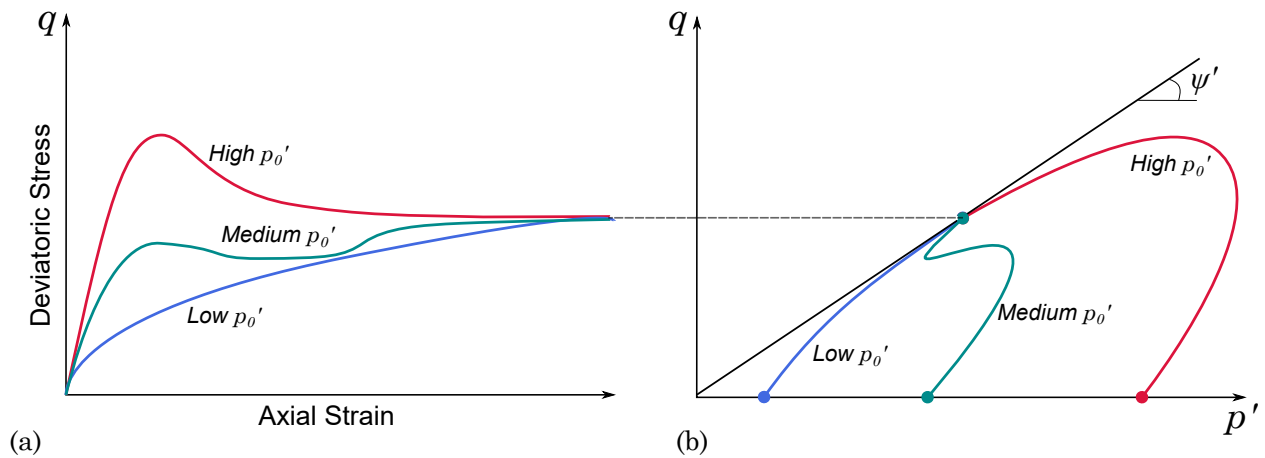 q
Deviatoric Stress
High p₀′
Medium p₀′
Low p₀′
Axial Strain
(a)
q
ψ′
High p₀′
Medium p₀′
Low p₀′
p′
(b)